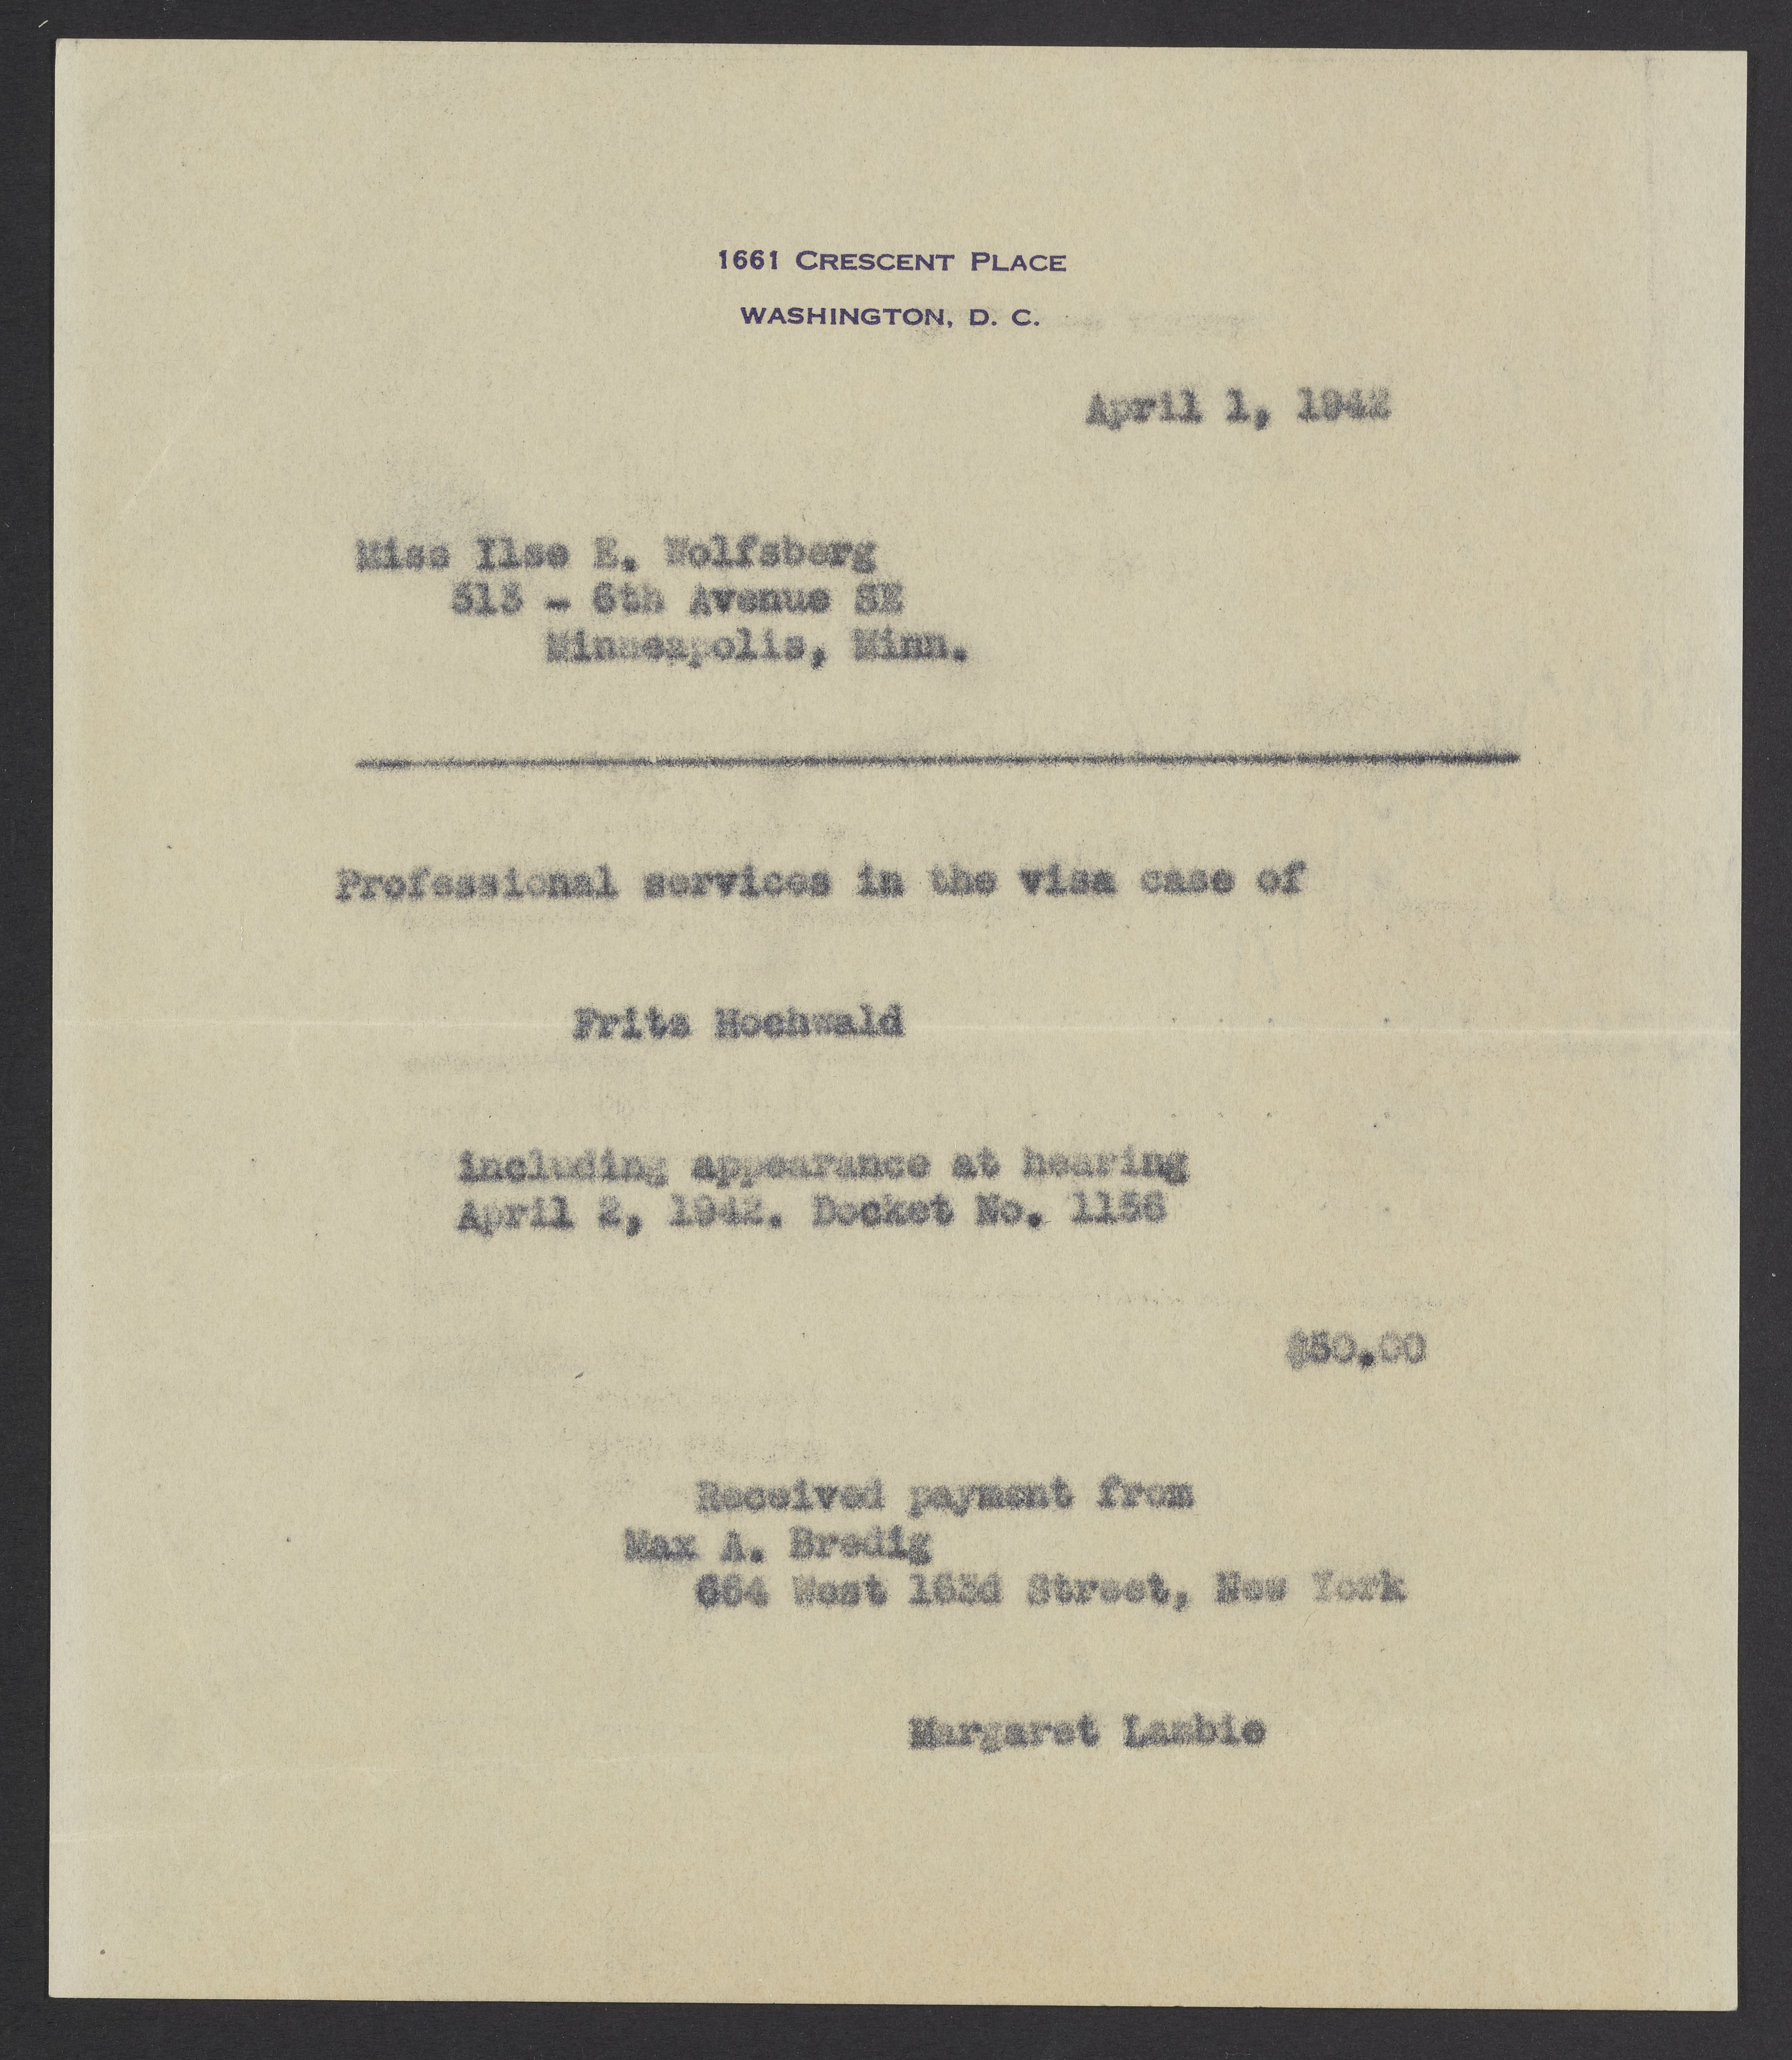 1661 CRESCENT PLACE
WASHINGTON, D. C.
April 1, 1942
Miss Ilse E. Wolfsberg
513 - 6th Avenue SE
Minneapolis, Minn.
Professional services in the visa case of
Fritz Hochwald
including appearance at hearing
April 2, 1942. Docket No. 1156
$50.00
Received payment from
Max A. Bredig
664 West 163d Street, New York
Margaret Lambie